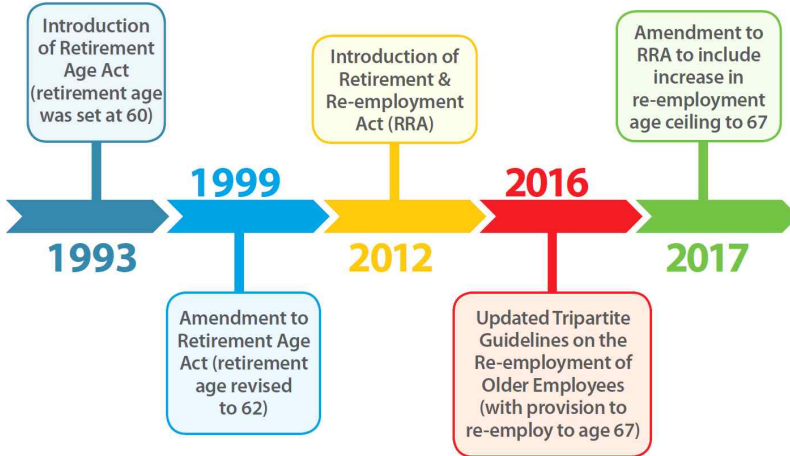 Introduction
of Retirement
Age Act
(retirement age
was set at 60)
1993
1999
Amendment to
Retirement Age
Act (retirement
age revised
to 62)
Introduction of
Retirement &
Re-employment
Act (RRA)
2012
2016
Updated Tripartite
Guidelines on the
Re-employment of
Older Employees
(with provision to
re-employ to age 67)
Amendment to
RRA to include
increase in
re-employment
age ceiling to 67
2017